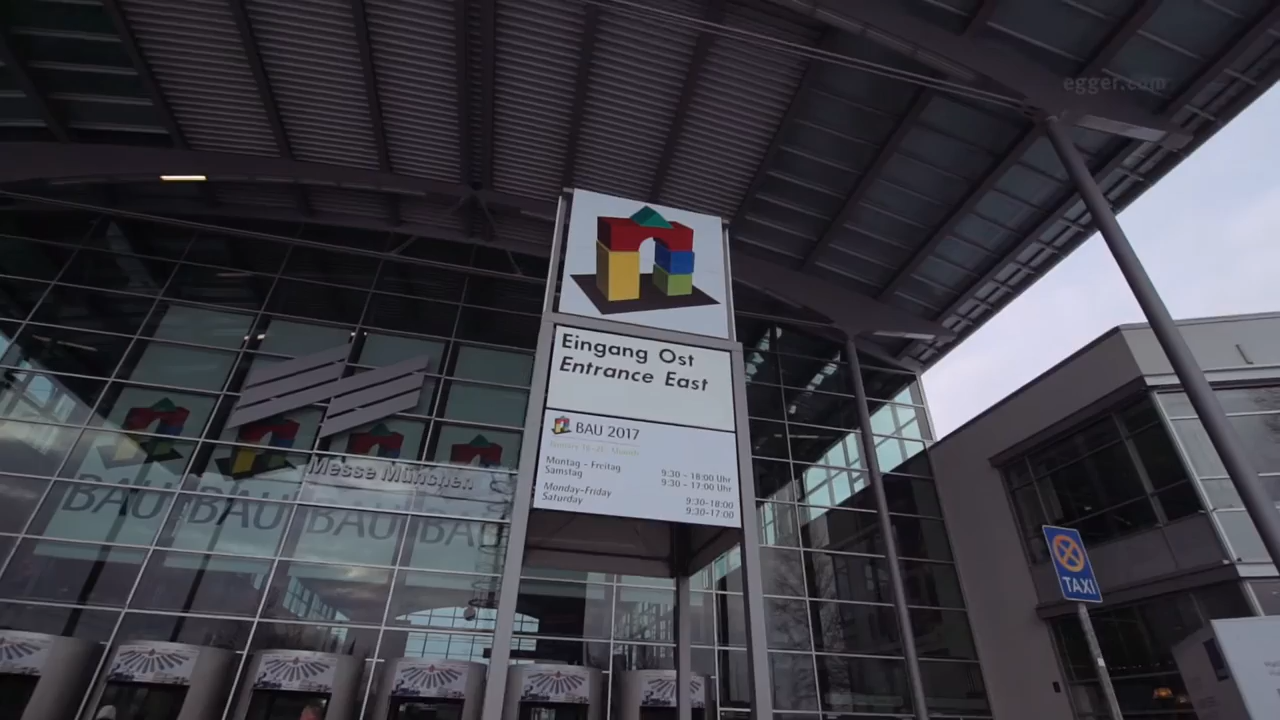 egger.com
Eingang Ost
Entrance East
BAU 2017
Montag - Freitag 9:30 - 18:00 Uhr
Samstag 9:30 - 17:00 Uhr
Monday-Friday 9:30-18:00
Saturday 9:30-17:00
Messe München
BAU BAU BAU BAU
TAXI